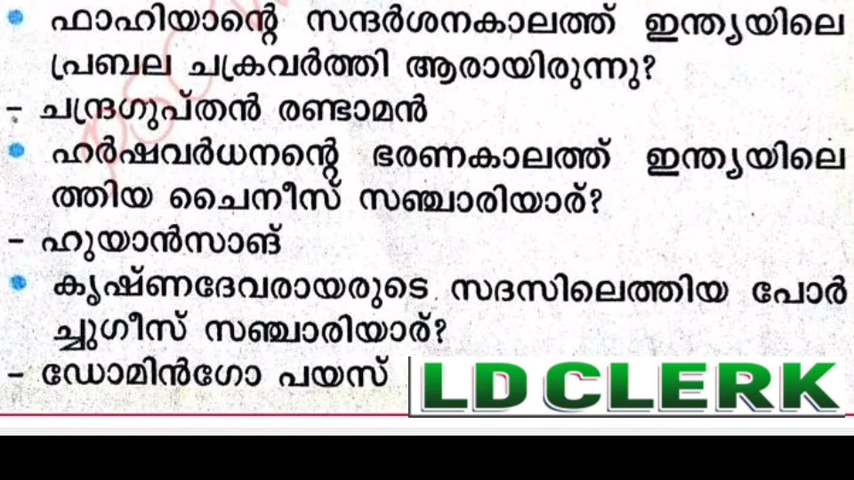 • ഫാഹിയാന്റെ സന്ദർശനകാലത്ത് ഇന്ത്യയിലെ
പ്രബല ചക്രവർത്തി ആരായിരുന്നു?
– ചന്ദ്രഗുപ്തൻ രണ്ടാമൻ
• ഹർഷവർധനന്റെ ഭരണകാലത്ത് ഇന്ത്യയിലെ
ത്തിയ ചൈനീസ് സഞ്ചാരിയാര്?
– ഹുയാൻസാങ്
• കൃഷ്ണദേവരായരുടെ സദസിലെത്തിയ പോർ
ച്ചുഗീസ് സഞ്ചാരിയാര്?
– ഡോമിൻഗോ പയസ്
LD CLERK